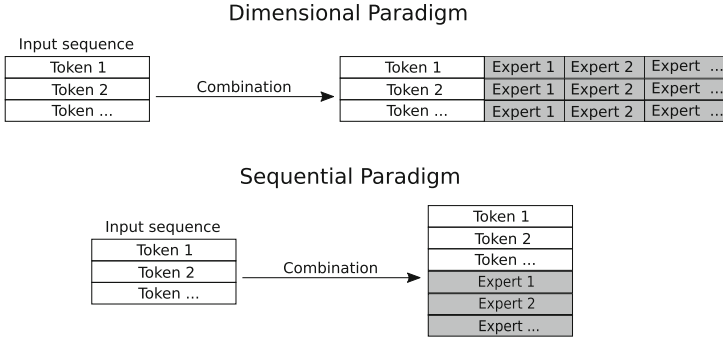 Dimensional Paradigm
Input sequence
Token 1
Token 2
Token ...
Combination
Token 1 Expert 1 Expert 2 Expert ...
Token 2 Expert 1 Expert 2 Expert ...
Token ... Expert 1 Expert 2 Expert ...
Sequential Paradigm
Input sequence
Token 1
Token 2
Token ...
Combination
Token 1
Token 2
Token ...
Expert 1
Expert 2
Expert ...